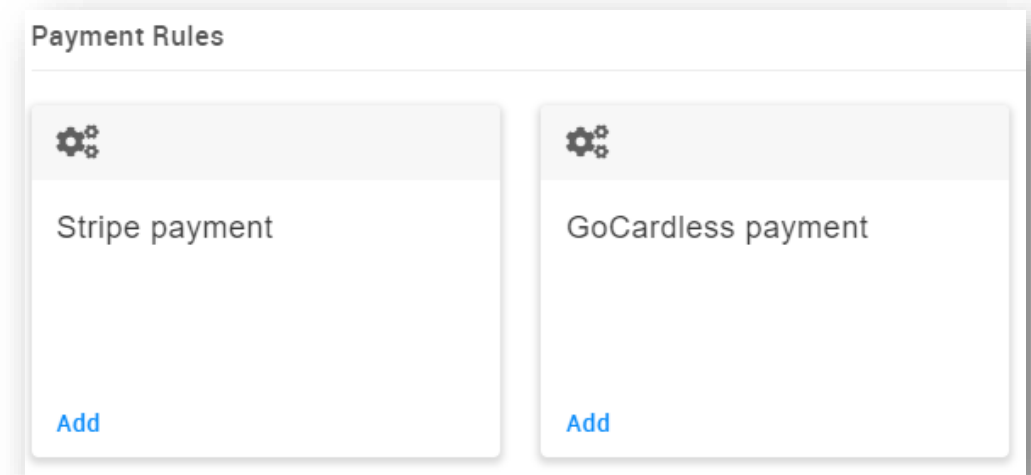 Payment Rules
Stripe payment
GoCardless payment
Add
Add